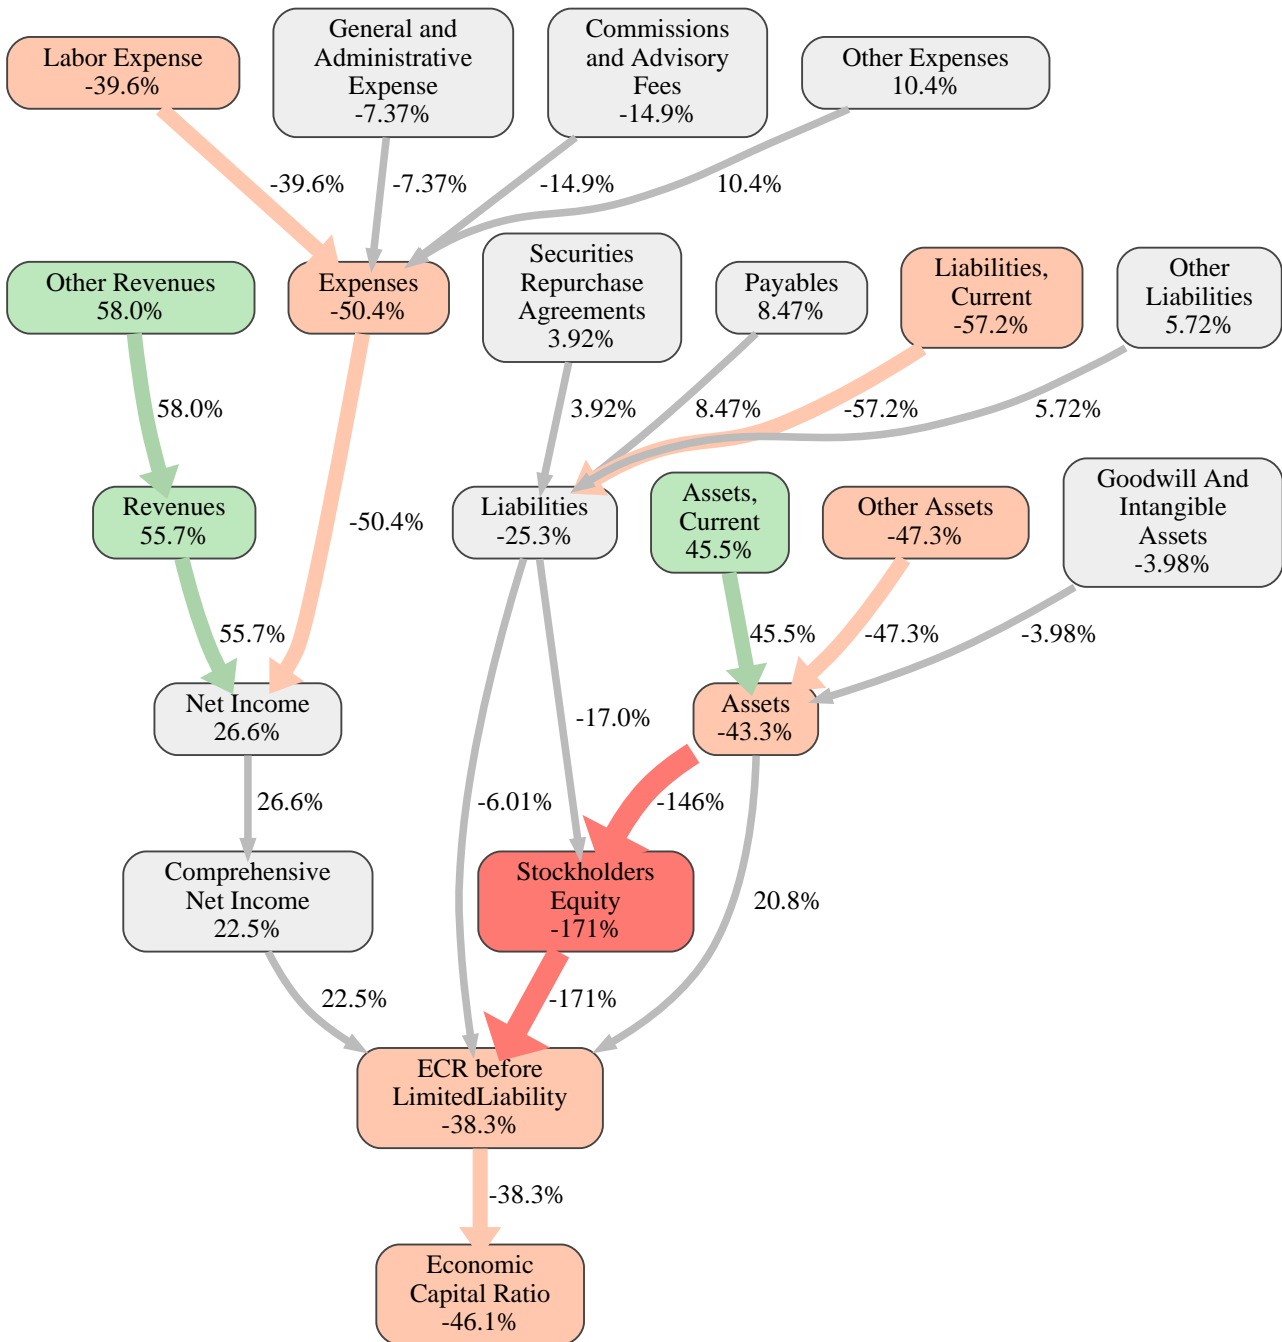 Labor Expense
-39.6%
General and
Administrative
Expense
-7.37%
Commissions
and Advisory
Fees
-14.9%
Other Expenses
10.4%
-39.6%
-7.37%
-14.9%
10.4%
Other Revenues
58.0%
Expenses
-50.4%
Securities
Repurchase
Agreements
3.92%
Payables
8.47%
Liabilities,
Current
-57.2%
Other
Liabilities
5.72%
58.0%
3.92%
8.47%
-57.2%
5.72%
Revenues
55.7%
-50.4%
Liabilities
-25.3%
Assets,
Current
45.5%
Other Assets
-47.3%
Goodwill And
Intangible
Assets
-3.98%
55.7%
45.5%
-47.3%
-3.98%
Net Income
26.6%
-17.0%
Assets
-43.3%
26.6%
-6.01%
-146%
Comprehensive
Net Income
22.5%
Stockholders
Equity
-171%
20.8%
22.5%
-171%
ECR before
LimitedLiability
-38.3%
-38.3%
Economic
Capital Ratio
-46.1%